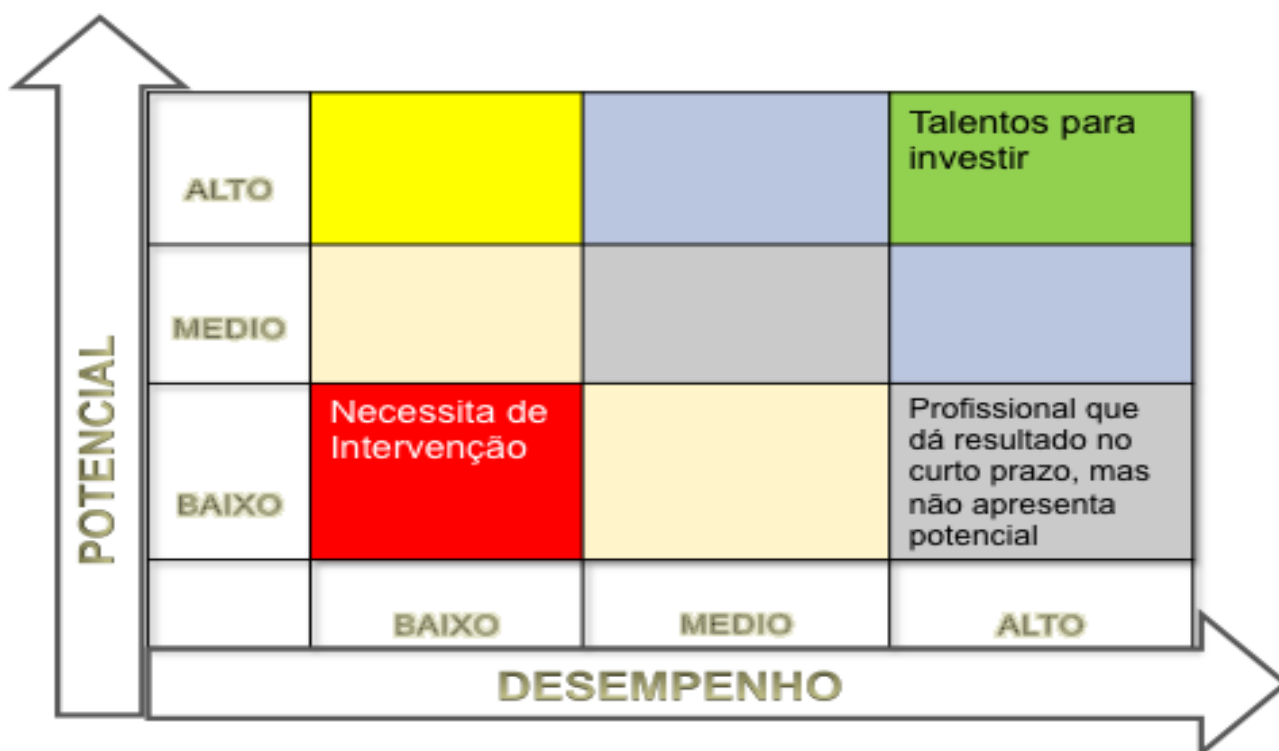 Talentos para
investir
ALTO
MEDIO
Necessita de
Intervenção
Profissional que
dá resultado no
curto prazo, mas
não apresenta
potencial
BAIXO
POTENCIAL
BAIXO
MEDIO
ALTO
DESEMPENHO